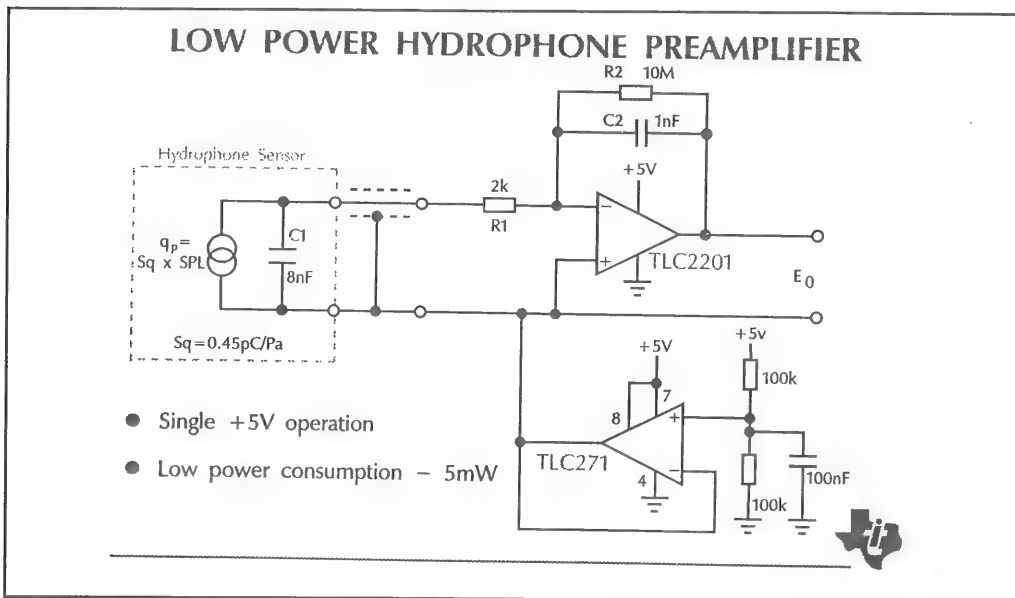 LOW POWER HYDROPHONE PREAMPLIFIER
R2 10M
C2 1nF
Hydrophone Sensor
+5V
2k
R1
−
+
TLC2201
C1
8nF
qp=
Sq x SPL
E0
Sq=0.45pC/Pa
+5V
+5v
100k
7
8
+
−
TLC271
4
100k
100nF
● Single +5V operation
● Low power consumption – 5mW
i